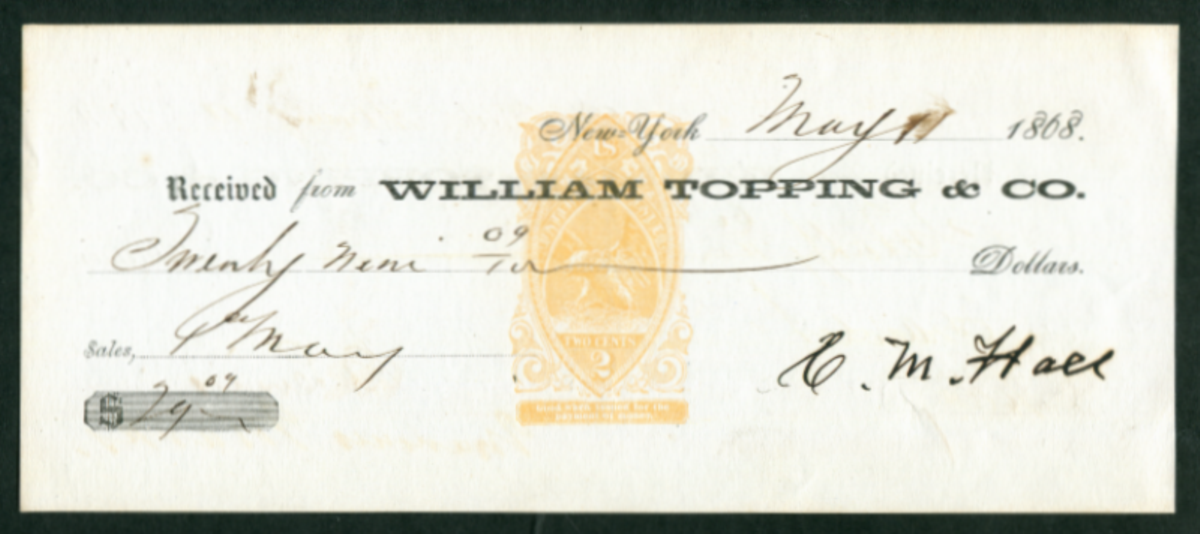 New-York May 11 1868.
Received from WILLIAM TOPPING & CO.
Twenty Nine 09/100 Dollars.
Sales, May
$29 09
C. M. Hall
U IS
TWO CENTS
2